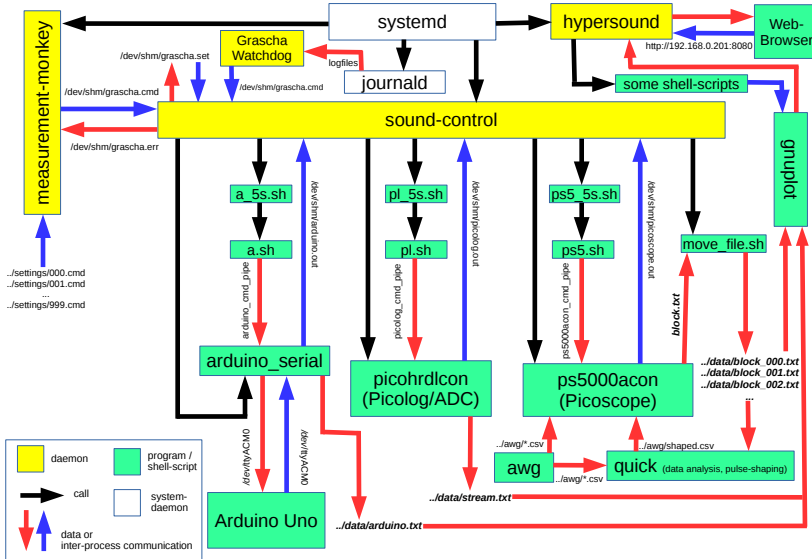 systemd
hypersound
Web-
Browser
http://192.168.0.201:8080
measurement-monkey
/dev/shm/grascha.set
Grascha
Watchdog
logfiles
journald
/dev/shm/grascha.cmd
/dev/shm/grascha.cmd
some shell-scripts
sound-control
/dev/shm/grascha.err
gnuplot
a_5s.sh
pl_5s.sh
ps5_5s.sh
/dev/shm/arduino.out
/dev/shm/picolog.out
/dev/shm/picoscope.out
a.sh
pl.sh
ps5.sh
move_file.sh
../settings/000.cmd
../settings/001.cmd
...
../settings/999.cmd
arduino_cmd_pipe
picolog_cmd_pipe
ps5000acon_cmd_pipe
block.txt
arduino_serial
picohrdlcon
(Picolog/ADC)
ps5000acon
(Picoscope)
../data/block_000.txt
../data/block_001.txt
../data/block_002.txt
...
/dev/ttyACM0
/dev/ttyACM0
../awg/*.csv
../awg/shaped.csv
awg
../awg/*.csv
quick (data analysis, pulse-shaping)
../data/stream.txt
Arduino Uno
../data/arduino.txt
daemon
program /
shell-script
call
system-
daemon
data or
inter-process communication